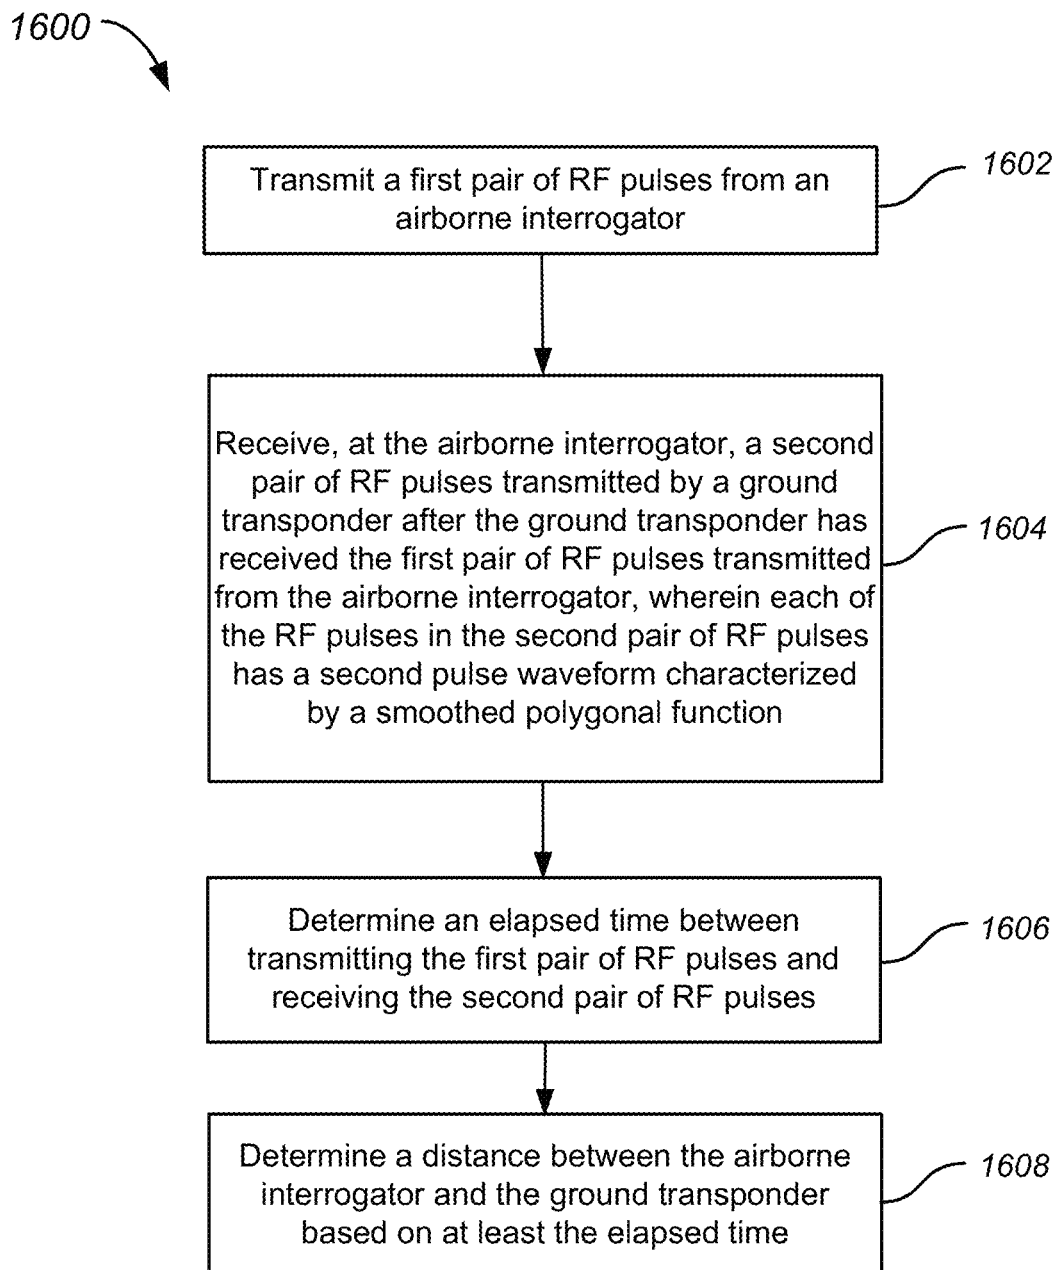 1600
Transmit a first pair of RF pulses from an
airborne interrogator
1602
Receive, at the airborne interrogator, a second
pair of RF pulses transmitted by a ground
transponder after the ground transponder has
received the first pair of RF pulses transmitted
from the airborne interrogator, wherein each of
the RF pulses in the second pair of RF pulses
has a second pulse waveform characterized
by a smoothed polygonal function
1604
Determine an elapsed time between
transmitting the first pair of RF pulses and
receiving the second pair of RF pulses
1606
Determine a distance between the airborne
interrogator and the ground transponder
based on at least the elapsed time
1608